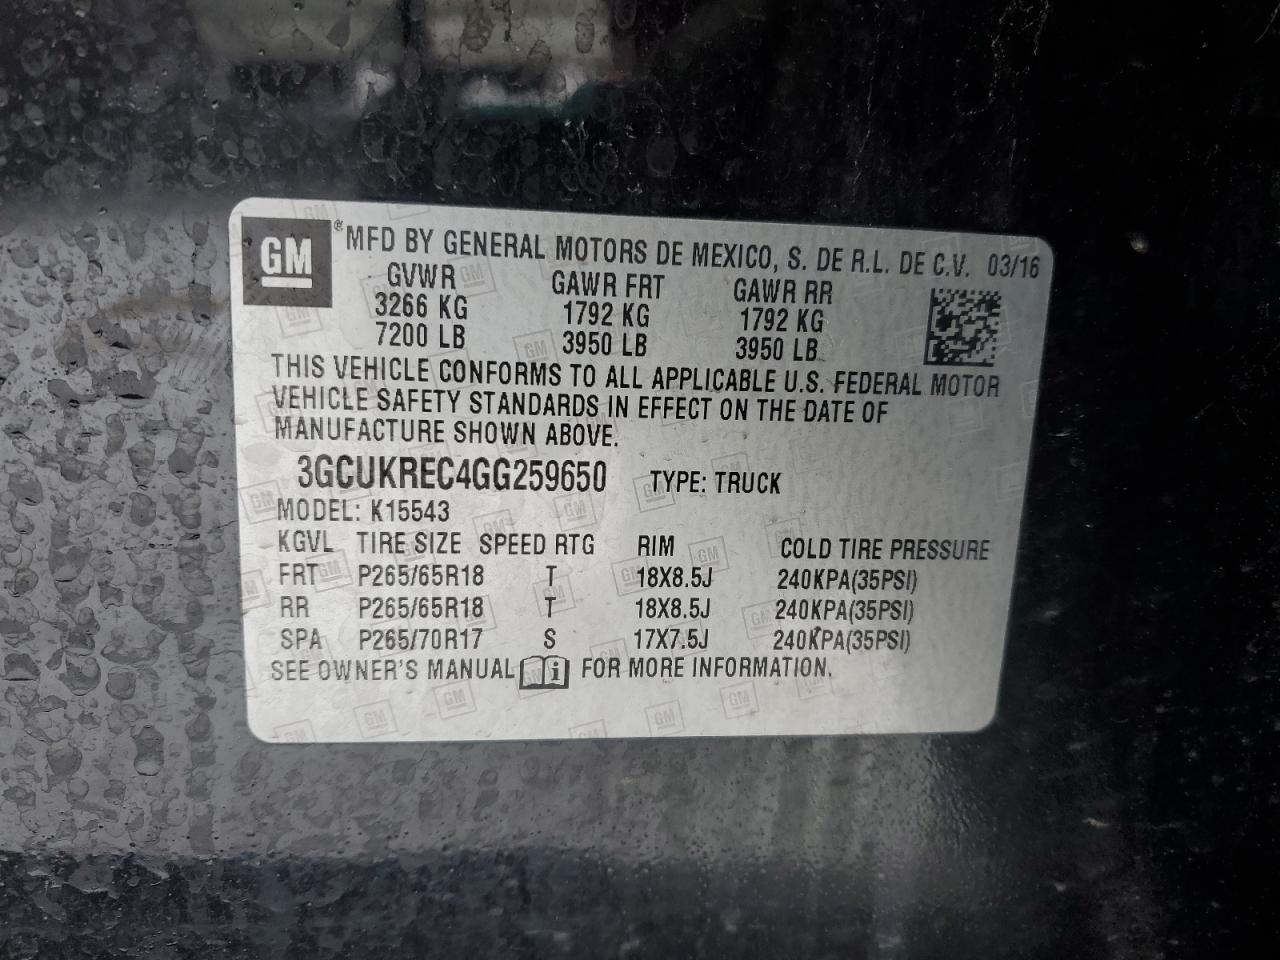 GM
® MFD BY GENERAL MOTORS DE MEXICO, S. DE R.L. DE C.V. 03/16
GVWR GAWR FRT GAWR RR
3266 KG 1792 KG 1792 KG
7200 LB 3950 LB 3950 LB
THIS VEHICLE CONFORMS TO ALL APPLICABLE U.S. FEDERAL MOTOR
VEHICLE SAFETY STANDARDS IN EFFECT ON THE DATE OF
MANUFACTURE SHOWN ABOVE.
3GCUKREC4GG259650 TYPE: TRUCK
MODEL: K15543
KGVL TIRE SIZE SPEED RTG RIM COLD TIRE PRESSURE
FRT P265/65R18 T 18X8.5J 240KPA(35PSI)
RR P265/65R18 T 18X8.5J 240KPA(35PSI)
SPA P265/70R17 S 17X7.5J 240KPA(35PSI)
SEE OWNER'S MANUAL i FOR MORE INFORMATION.